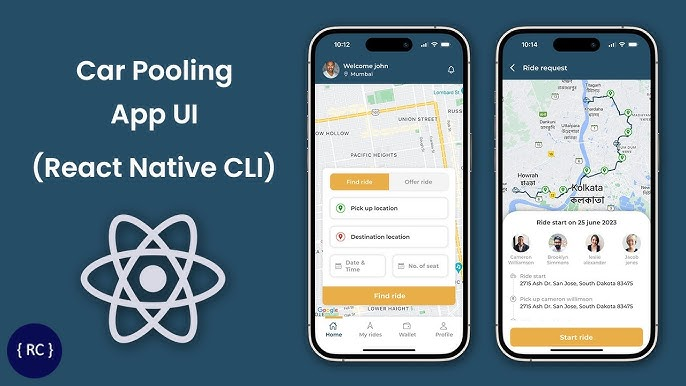 Car Pooling
App UI
(React Native CLI)
{ RC }
10:12
Welcome john
Mumbai
Lombard St
UNION STREET
HOLLOW
PACIFIC HEIGHTS
Find ride
Offer ride
Pick up location
Destination location
Date &
Time
No. of seat
Find ride
Google
LOWER HAIGHT
Home
My rides
Wallet
Profile
10:14
Ride request
Dankuni
Howrah
হাওড়া
Kolkata
কলকাতা
Ride start on 25 june 2023
Cameron
Williamson
Brooklyn
Simmons
leslie
alexander
Jacob
jones
Ride start
2715 Ash Dr. San Jose, South Dakota 83475
Pick up cameron willimson
2715 Ash Dr. San Jose, South Dakota 83475
Start ride